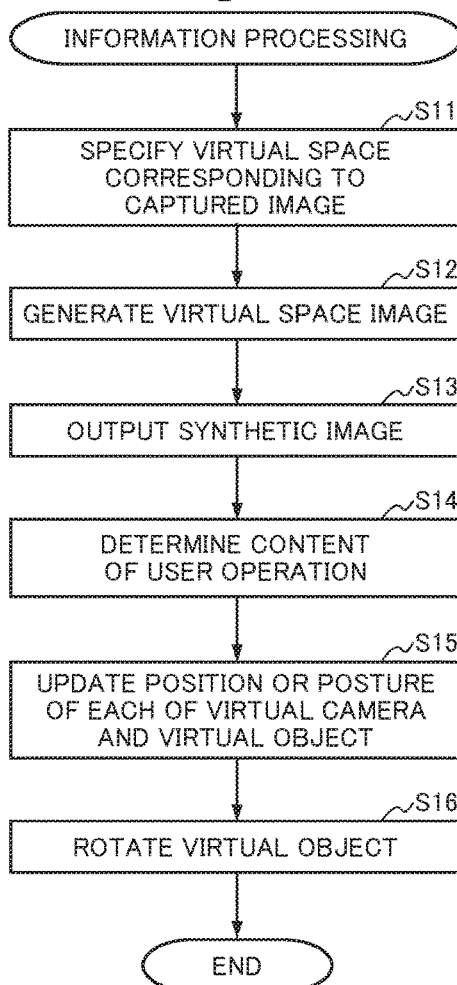 INFORMATION PROCESSING
S11
SPECIFY VIRTUAL SPACE
CORRESPONDING TO
CAPTURED IMAGE
S12
GENERATE VIRTUAL SPACE IMAGE
S13
OUTPUT SYNTHETIC IMAGE
S14
DETERMINE CONTENT
OF USER OPERATION
S15
UPDATE POSITION OR POSTURE
OF EACH OF VIRTUAL CAMERA
AND VIRTUAL OBJECT
S16
ROTATE VIRTUAL OBJECT
END